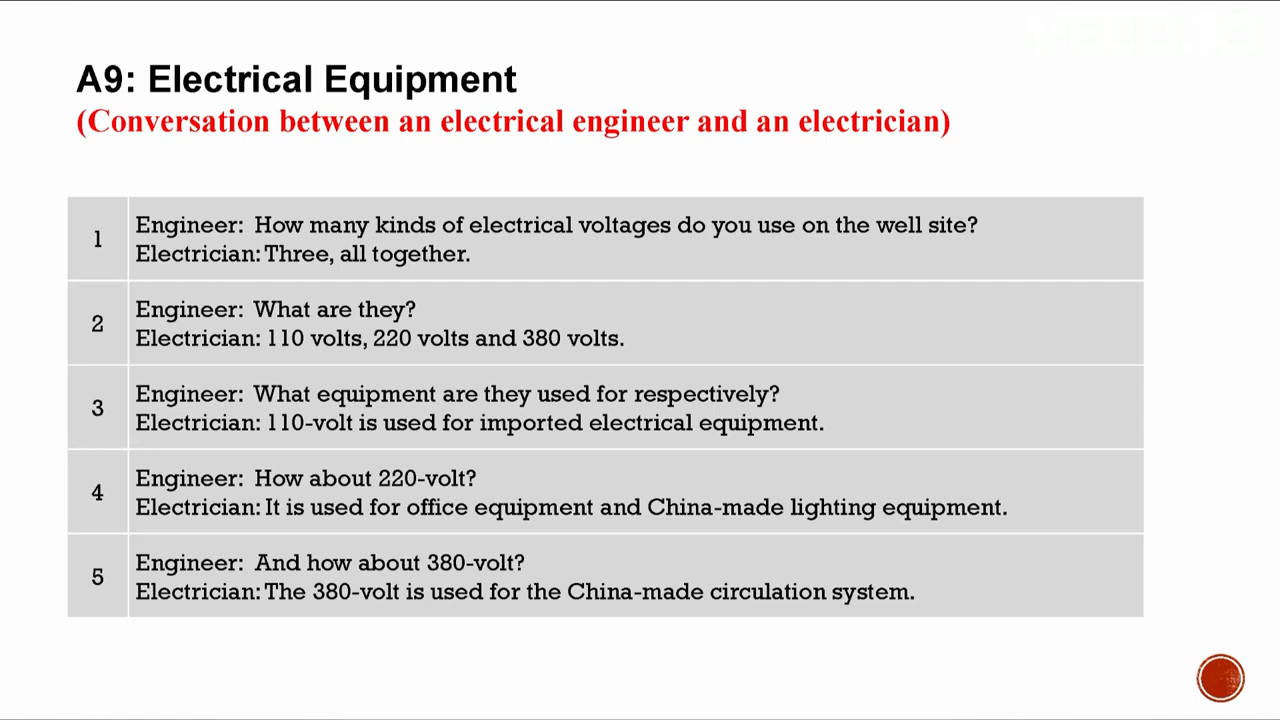 VEED.IO
A9: Electrical Equipment
(Conversation between an electrical engineer and an electrician)
1
Engineer: How many kinds of electrical voltages do you use on the well site?
Electrician: Three, all together.
2
Engineer: What are they?
Electrician: 110 volts, 220 volts and 380 volts.
3
Engineer: What equipment are they used for respectively?
Electrician: 110-volt is used for imported electrical equipment.
4
Engineer: How about 220-volt?
Electrician: It is used for office equipment and China-made lighting equipment.
5
Engineer: And how about 380-volt?
Electrician: The 380-volt is used for the China-made circulation system.